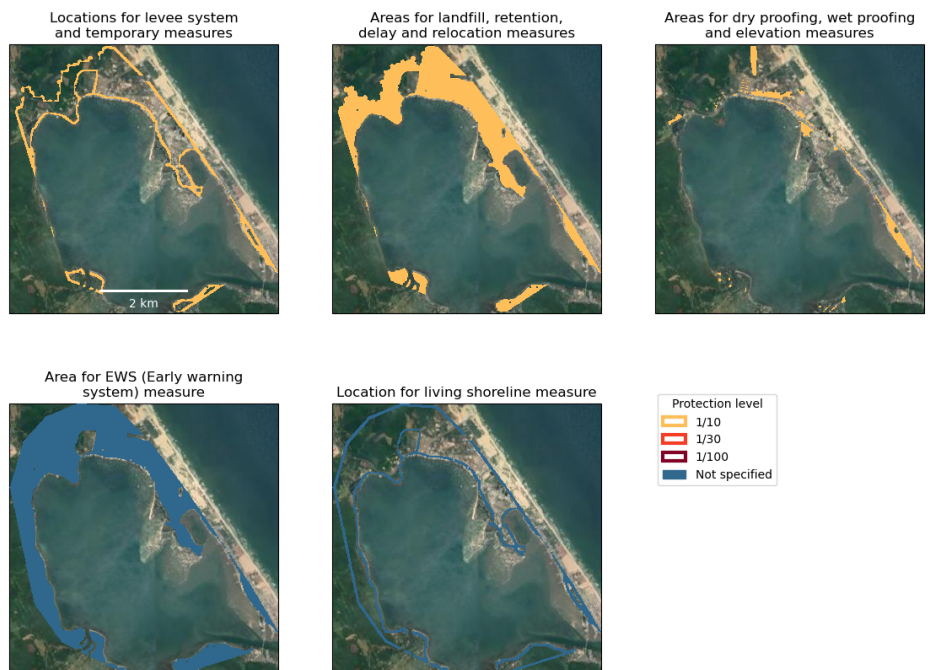 Locations for levee system
and temporary measures
Areas for landfill, retention,
delay and relocation measures
Areas for dry proofing, wet proofing
and elevation measures
2 km
Area for EWS (Early warning
system) measure
Location for living shoreline measure
Protection level
1/10
1/30
1/100
Not specified